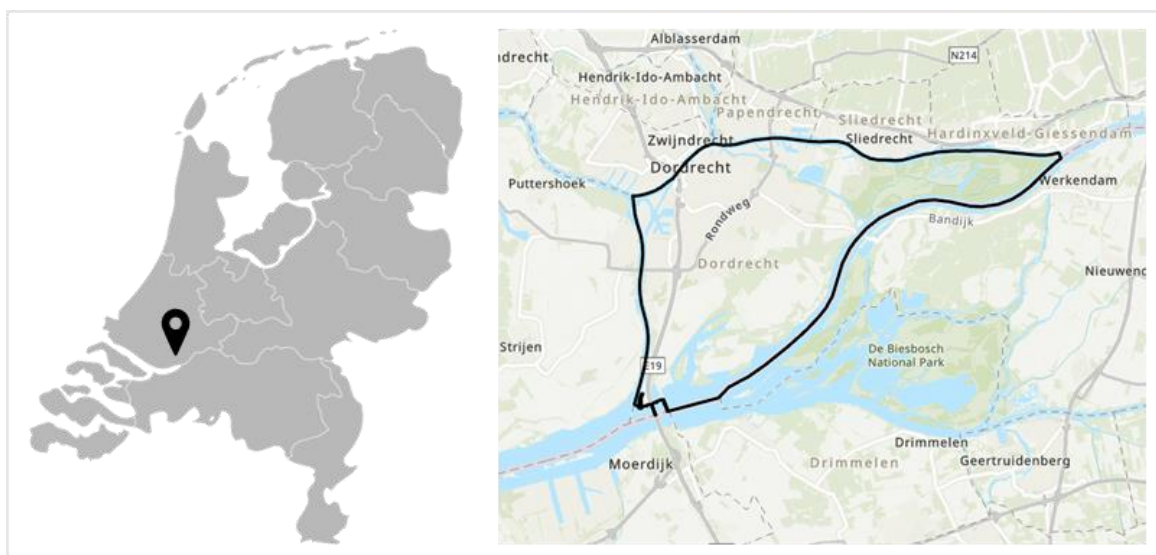 Alblasserdam
ndrecht
N214
Hendrik-Ido-Ambacht
Hendrik-Ido-Ambacht
Papendrecht
Sliedrecht
Hardinxveld-Giessendam
Zwijndrecht
Sliedrecht
Dordrecht
Puttershoek
Werkendam
Rondweg
Bandijk
Dordrecht
Nieuwend
Strijen
De Biesbosch
National Park
E19
Drimmelen
Moerdijk
Drimmelen
Geertruidenberg